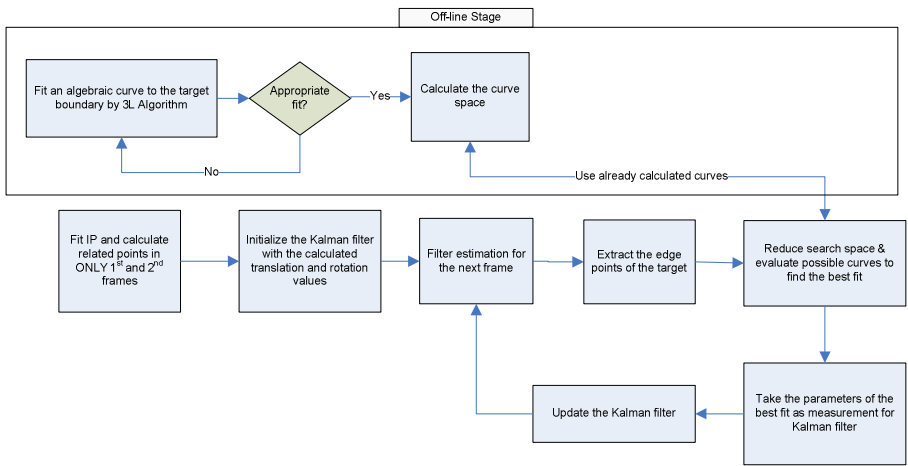 Off-line Stage
Fit an algebraic curve to the target
boundary by 3L Algorithm
Appropriate
fit?
Yes
Calculate the curve
space
No
Use already calculated curves
Fit IP and calculate
related points in
ONLY 1st and 2nd
frames
Initialize the Kalman filter
with the calculated
translation and rotation
values
Filter estimation for
the next frame
Extract the edge
points of the target
Reduce search space &
evaluate possible curves to
find the best fit
Take the parameters of the
best fit as measurement for
Kalman filter
Update the Kalman filter